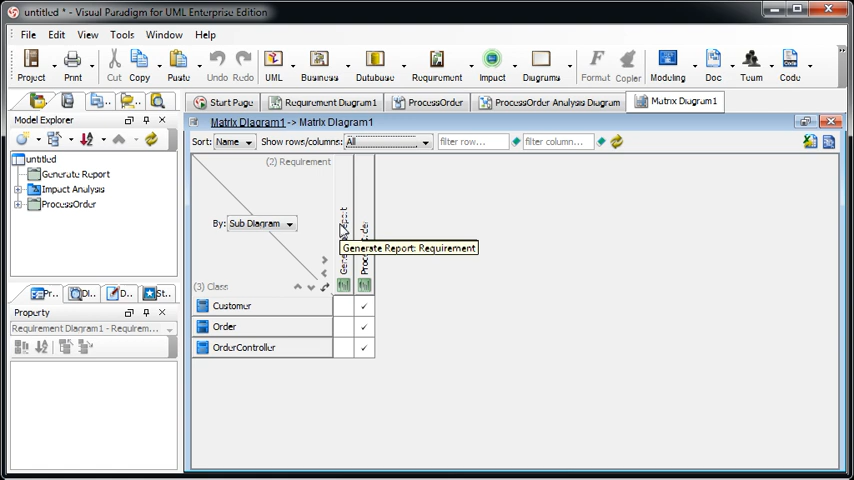 untitled * - Visual Paradigm for UML Enterprise Edition
File Edit View Tools Window Help
Project Print Cut Copy Paste Undo Redo UML Business Database Requirement Impact Diagrams Format Copier Modeling Doc Team Code
Start Page Requirement Diagram1 ProcessOrder ProcessOrder Analysis Diagram Matrix Diagram1
Model Explorer
Matrix Diagram1 -> Matrix Diagram1
Sort: Name Show rows/columns: All filter row... filter column...
untitled
Generate Report
Impact Analysis
ProcessOrder
(2) Requirement
By: Sub Diagram
Generate Report: Requirement
(3) Class
Customer
Order
OrderController
Pr... Di... D... St...
Property
Requirement Diagram1 - Requirem...